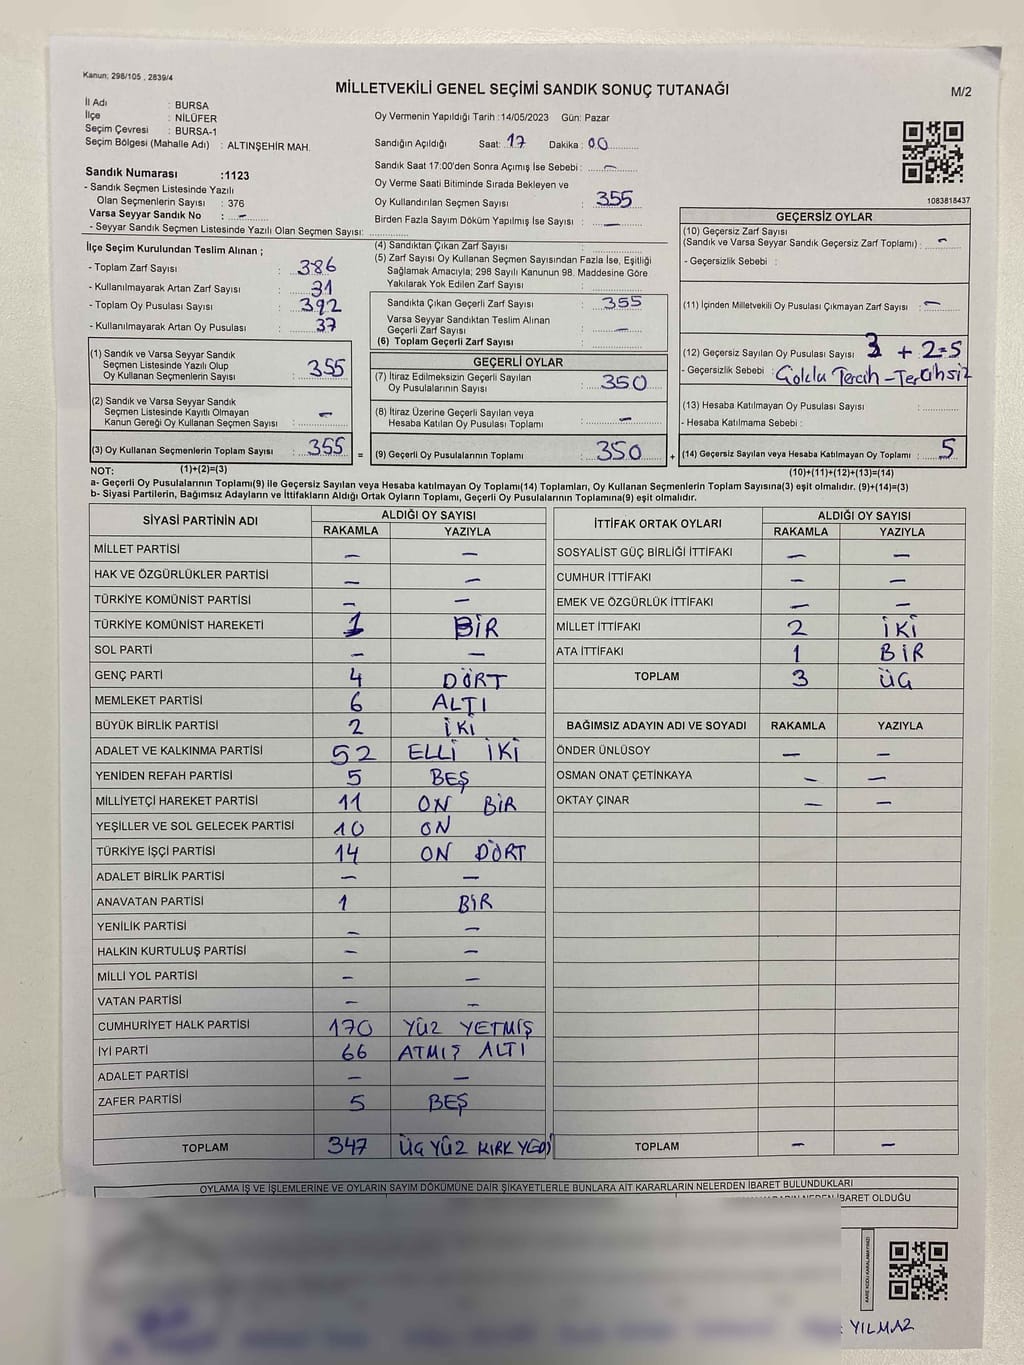 Kanun; 298/105 , 2839/4
MİLLETVEKİLİ GENEL SEÇİMİ SANDIK SONUÇ TUTANAĞI
M/2
İl Adı : BURSA
İlçe : NİLÜFER
Seçim Çevresi : BURSA-1
Seçim Bölgesi (Mahalle Adı) : ALTINŞEHİR MAH.
Oy Vermenin Yapıldığı Tarih :14/05/2023 Gün: Pazar
Sandığın Açıldığı Saat: 17 Dakika : 00
Sandık Saat 17:00'den Sonra Açımış İse Sebebi : –
Oy Verme Saati Bitiminde Sırada Bekleyen ve
Oy Kullandırılan Seçmen Sayısı : 355
Birden Fazla Sayım Döküm Yapılmış İse Sayısı : –
1083818437
Sandık Numarası :1123
- Sandık Seçmen Listesinde Yazılı
Olan Seçmenlerin Sayısı : 376
Varsa Seyyar Sandık No : –
- Seyyar Sandık Seçmen Listesinde Yazılı Olan Seçmen Sayısı:
İlçe Seçim Kurulundan Teslim Alınan ;
- Toplam Zarf Sayısı : 386
- Kullanılmayarak Artan Zarf Sayısı : 31
- Toplam Oy Pusulası Sayısı : 392
- Kullanılmayarak Artan Oy Pusulası : 37
(1) Sandık ve Varsa Seyyar Sandık
Seçmen Listesinde Yazılı Olup
Oy Kullanan Seçmenlerin Sayısı : 355
(2) Sandık ve Varsa Seyyar Sandık
Seçmen Listesinde Kayıtlı Olmayan
Kanun Gereği Oy Kullanan Seçmen Sayısı : –
(3) Oy Kullanan Seçmenlerin Toplam Sayısı : 355 =
(4) Sandıktan Çıkan Zarf Sayısı :
(5) Zarf Sayısı Oy Kullanan Seçmen Sayısından Fazla İse, Eşitliği
Sağlamak Amacıyla; 298 Sayılı Kanunun 98. Maddesine Göre
Yakılarak Yok Edilen Zarf Sayısı :
Sandıkta Çıkan Geçerli Zarf Sayısı : 355
Varsa Seyyar Sandıktan Teslim Alınan
Geçerli Zarf Sayısı : –
(6) Toplam Geçerli Zarf Sayısı :
GEÇERLİ OYLAR
(7) İtiraz Edilmeksizin Geçerli Sayılan
Oy Pusulalarının Sayısı : 350
(8) İtiraz Üzerine Geçerli Sayılan veya
Hesaba Katılan Oy Pusulası Toplamı : –
(9) Geçerli Oy Pusulalarının Toplamı : 350 +
GEÇERSİZ OYLAR
(10) Geçersiz Zarf Sayısı
(Sandık ve Varsa Seyyar Sandık Geçersiz Zarf Toplamı) : –
- Geçersizlik Sebebi :
(11) İçinden Milletvekili Oy Pusulası Çıkmayan Zarf Sayısı : –
(12) Geçersiz Sayılan Oy Pusulası Sayısı 3 + 2=5
- Geçersizlik Sebebi : Çoklu Tercih – Tercihsiz
(13) Hesaba Katılmayan Oy Pusulası Sayısı :
- Hesaba Katılmama Sebebi :
(14) Geçersiz Sayılan veya Hesaba Katılmayan Oy Toplamı : 5
NOT: (1)+(2)=(3) (10)+(11)+(12)+(13)=(14)
a- Geçerli Oy Pusulalarının Toplamı(9) ile Geçersiz Sayılan veya Hesaba katılmayan Oy Toplamı(14) Toplamları, Oy Kullanan Seçmenlerin Toplam Sayısına(3) eşit olmalıdır. (9)+(14)=(3)
b- Siyasi Partilerin, Bağımsız Adayların ve İttifakların Aldığı Ortak Oyların Toplamı, Geçerli Oy Pusulalarının Toplamına(9) eşit olmalıdır.
SİYASİ PARTİNİN ADI ALDIĞI OY SAYISI
RAKAMLA YAZIYLA
MİLLET PARTİSİ – –
HAK VE ÖZGÜRLÜKLER PARTİSİ – –
TÜRKİYE KOMÜNİST PARTİSİ – –
TÜRKİYE KOMÜNİST HAREKETİ 1 BİR
SOL PARTİ – –
GENÇ PARTİ 4 DÖRT
MEMLEKET PARTİSİ 6 ALTI
BÜYÜK BİRLİK PARTİSİ 2 İKİ
ADALET VE KALKINMA PARTİSİ 52 ELLİ İKİ
YENİDEN REFAH PARTİSİ 5 BEŞ
MİLLİYETÇİ HAREKET PARTİSİ 11 ON BİR
YEŞİLLER VE SOL GELECEK PARTİSİ 10 ON
TÜRKİYE İŞÇİ PARTİSİ 14 ON DÖRT
ADALET BİRLİK PARTİSİ – –
ANAVATAN PARTİSİ 1 BİR
YENİLİK PARTİSİ – –
HALKIN KURTULUŞ PARTİSİ – –
MİLLİ YOL PARTİSİ – –
VATAN PARTİSİ – –
CUMHURİYET HALK PARTİSİ 170 YÜZ YETMİŞ
İYİ PARTİ 66 ATMIŞ ALTI
ADALET PARTİSİ – –
ZAFER PARTİSİ 5 BEŞ
TOPLAM 347 ÜÇ YÜZ KIRK YEDİ
İTTİFAK ORTAK OYLARI ALDIĞI OY SAYISI
RAKAMLA YAZIYLA
SOSYALİST GÜÇ BİRLİĞİ İTTİFAKI – –
CUMHUR İTTİFAKI – –
EMEK VE ÖZGÜRLÜK İTTİFAKI – –
MİLLET İTTİFAKI 2 İKİ
ATA İTTİFAKI 1 BİR
TOPLAM 3 ÜÇ
BAĞIMSIZ ADAYIN ADI VE SOYADI RAKAMLA YAZIYLA
ÖNDER ÜNLÜSOY – –
OSMAN ONAT ÇETİNKAYA – –
OKTAY ÇINAR – –
TOPLAM – –
OYLAMA İŞ VE İŞLEMLERİNE VE OYLARIN SAYIM DÖKÜMÜNE DAİR ŞİKAYETLERLE BUNLARA AİT KARARLARIN NELERDEN İBARET BULUNDUKLARI
İBARET OLDUĞU
YILMAZ